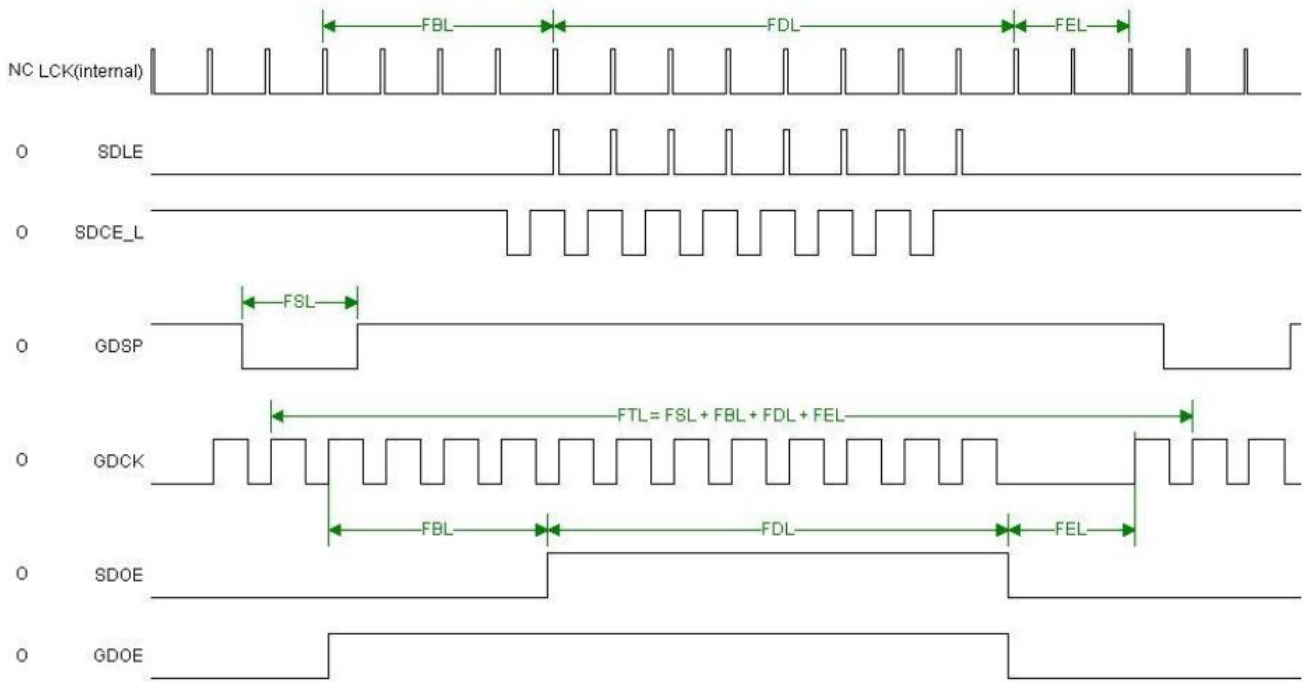 FBL FDL FEL
NC LCK(internal)
O SDLE
O SDCE_L
FSL
O GDSP
FTL = FSL + FBL + FDL + FEL
O GDCK
FBL FDL FEL
O SDOE
O GDOE